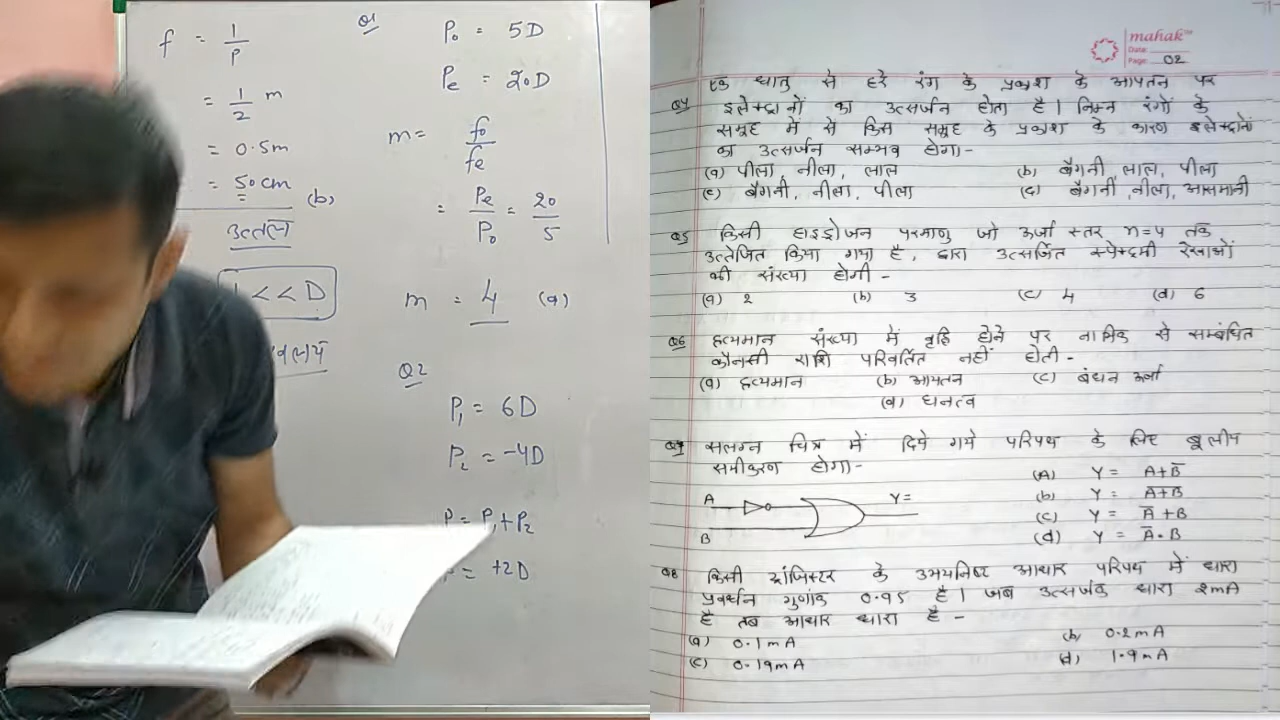 f = 1/P
= 1/2 m
= 0.5m
= 50cm (b)
उत्तल
<< D
वलय
Q1
P₀ = 5D
Pe = 20D
m = f₀/fe
= Pe/P₀ = 20/5
m = 4 (a)
Q2
P₁ = 6D
P₂ = -4D
P = P₁+P₂
P = +2D
mahak™
Date:
Page: 02
एक धातु से हरे रंग के प्रकाश के आपतन पर
Q4 इलेक्ट्रानों का उत्सर्जन होता है। निम्न रंगों के
समूह में से किस समूह के प्रकाश के कारण इलेक्ट्रानों
का उत्सर्जन सम्भव होगा-
(a) पीला, नीला, लाल (b) बैंगनी, लाल, पीला
(c) बैंगनी, नीला, पीला (d) बैंगनी, नीला, आसमानी
Q5 किसी हाइड्रोजन परमाणु जो ऊर्जा स्तर n=4 तक
उत्तेजित किया गया है, द्वारा उत्सर्जित स्पेक्ट्रमी रेखाओं
की संख्या होगी -
(a) 2 (b) 3 (c) 4 (d) 6
Q6 द्रव्यमान संख्या में वृद्धि होने पर नाभिक से सम्बंधित
कौनसी राशि परिवर्तित नहीं होती -
(a) द्रव्यमान (b) आयतन (c) बंधन ऊर्जा
(d) घनत्व
Q7 सलग्न चित्र में दिये गये परिपथ के लिए बूलीय
समीकरण होगा-
(A) Y = A+B̅
(b) Y = A̅+̅B̅
(c) Y = A̅+B
(d) Y = A̅.B
A
B
Y=
Q8 किसी ट्रांजिस्टर के उभयनिष्ट आधार परिपथ में धारा
प्रवर्धन गुणांक 0.95 है। जब उत्सर्जक धारा 2mA
है तब आधार धारा है -
(a) 0.1mA (b) 0.2mA
(c) 0.19mA (d) 1.9mA